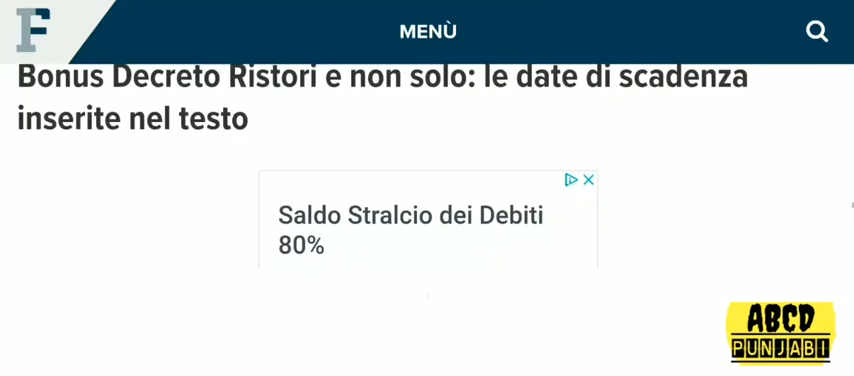 F
MENÙ
Bonus Decreto Ristori e non solo: le date di scadenza
inserite nel testo
Saldo Stralcio dei Debiti
80%
ABCD
PUNJABI